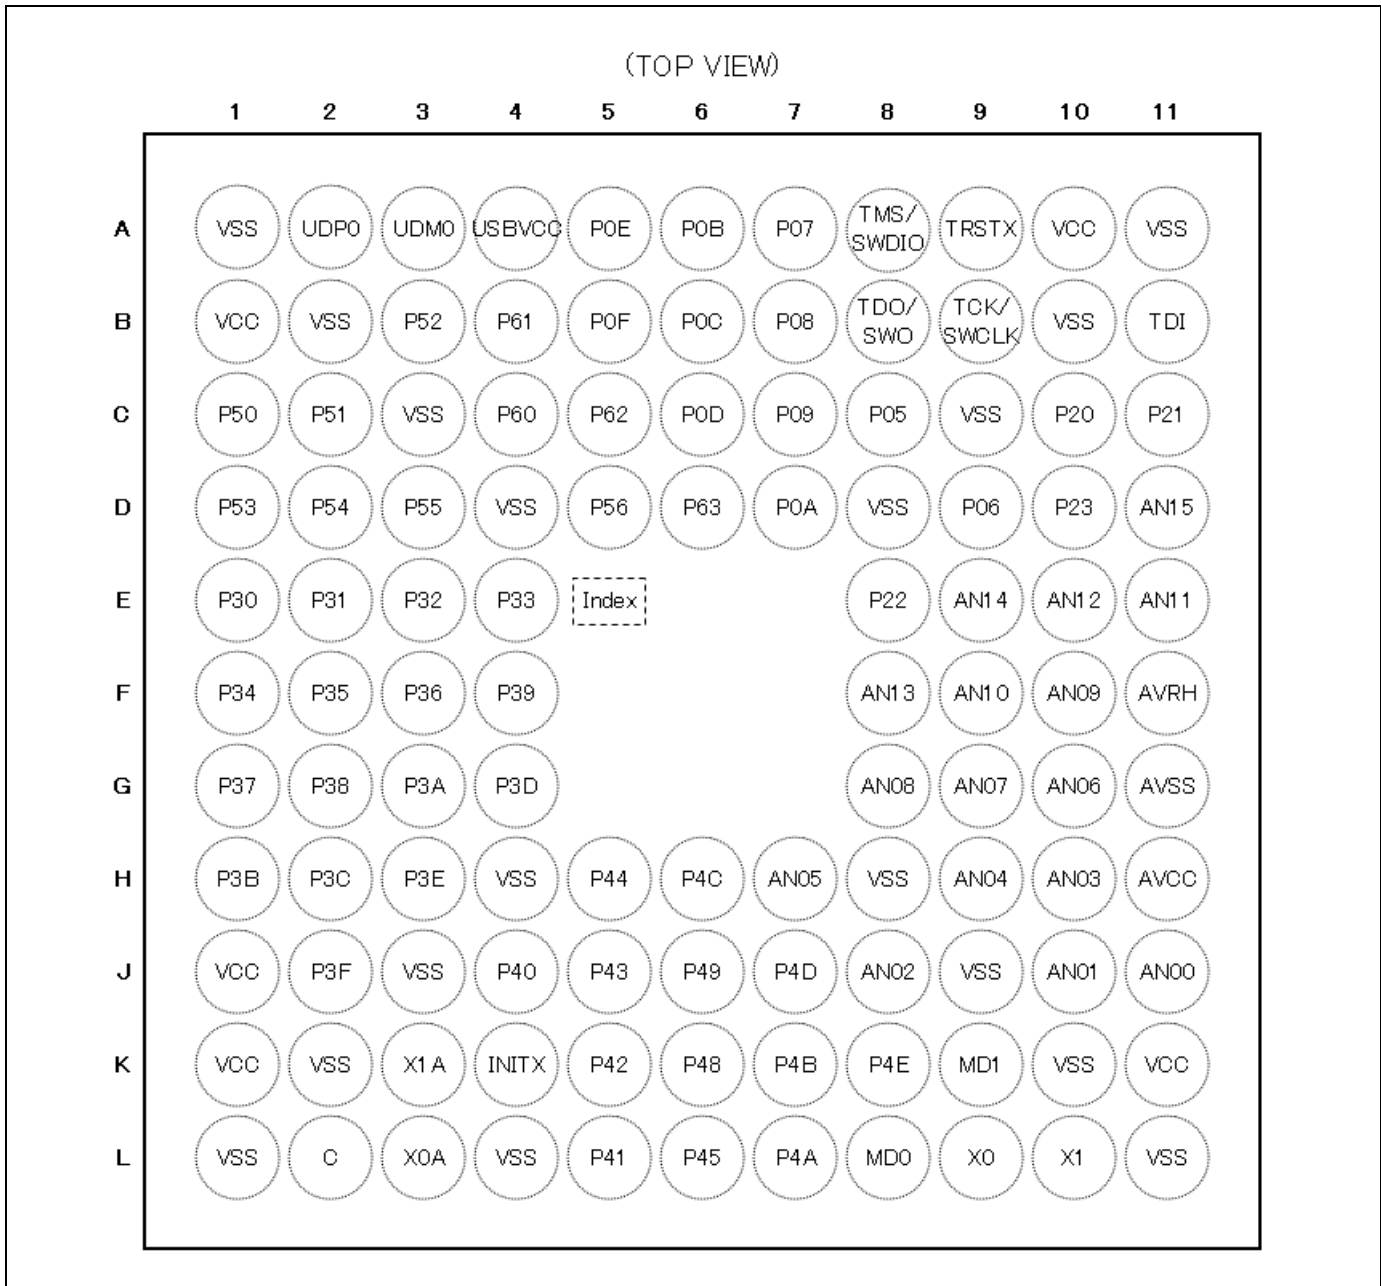 (TOP VIEW)
1 2 3 4 5 6 7 8 9 10 11
A VSS UDP0 UDM0 USBVCC P0E P0B P07 TMS/ SWDIO TRSTX VCC VSS
B VCC VSS P52 P61 P0F P0C P08 TDO/ SWO TCK/ SWCLK VSS TDI
C P50 P51 VSS P60 P62 P0D P09 P05 VSS P20 P21
D P53 P54 P55 VSS P56 P63 P0A VSS P06 P23 AN15
E P30 P31 P32 P33 Index P22 AN14 AN12 AN11
F P34 P35 P36 P39 AN13 AN10 AN09 AVRH
G P37 P38 P3A P3D AN08 AN07 AN06 AVSS
H P3B P3C P3E VSS P44 P4C AN05 VSS AN04 AN03 AVCC
J VCC P3F VSS P40 P43 P49 P4D AN02 VSS AN01 AN00
K VCC VSS X1A INITX P42 P48 P4B P4E MD1 VSS VCC
L VSS C X0A VSS P41 P45 P4A MD0 X0 X1 VSS